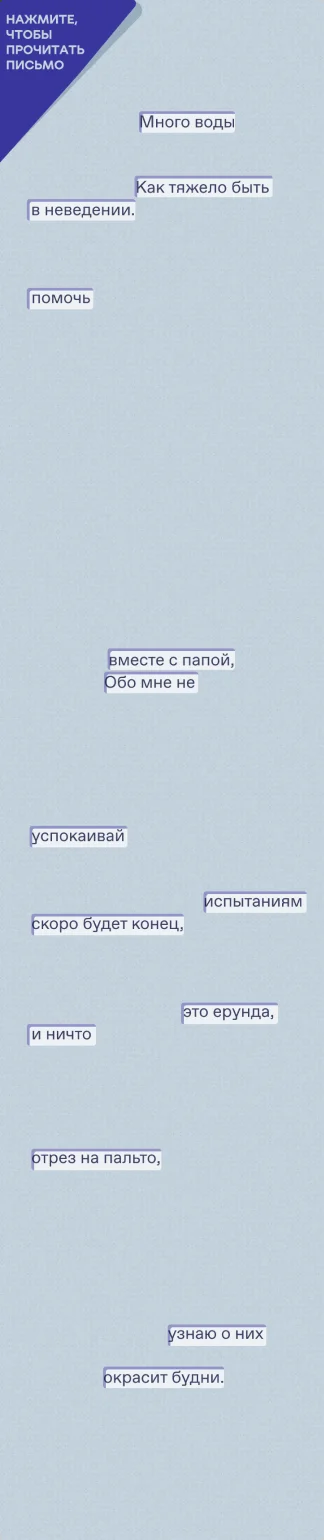 НАЖМИТЕ,
ЧТОБЫ
ПРОЧИТАТЬ
ПИСЬМО
Много воды
Как тяжело быть
в неведении.
помочь
вместе с папой,
Обо мне не
успокаивай
испытаниям
скоро будет конец,
это ерунда,
и ничто
отрез на пальто,
узнаю о них
окрасит будни.